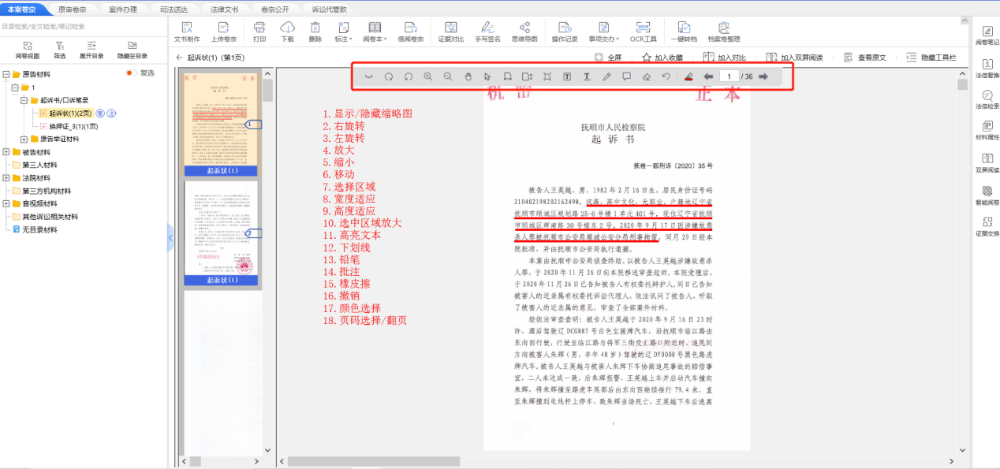 本案卷宗
原审卷宗
案件办理
司法送达
法律文书
卷宗公开
诉讼代管款
目录检索/全文检索/笔记检索
阅卷视图
筛选
展开目录
隐藏空目录
文书制作
上传卷宗
打印
下载
删除
标注
阅卷本
借阅卷宗
证据对比
手写签名
思维导图
操作记录
事项交办
OCR工具
一键转档
档案卷整理
起诉状(1)（第1页）
全屏
加入收藏
加入对比
加入双屏阅读
查看原文
隐藏工具栏
原告材料
复选
1
起诉书/口诉笔录
起诉状(1)(2页)
换押证_3(1)(1页)
原告举证材料
被告材料
第三人材料
法院材料
第三方机构材料
音视频材料
其他诉讼相关材料
无目录材料
1
起诉状(1)
2
起诉状(1)
1 / 36
1.显示/隐藏缩略图
2.右旋转
3.左旋转
4.放大
5.缩小
6.移动
7.选择区域
8.宽度适应
9.高度适应
10.选中区域放大
11.高亮文本
12.下划线
13.铅笔
14.批注
15.橡皮擦
16.撤销
17.颜色选择
18.页码选择/翻页
机 密
正 本
抚顺市人民检察院
起 诉 书
抚检一部刑诉〔2020〕35号
被告人王英越，男，1982年2月16日生，居民身份证号码
210402198202162498，汉族，高中文化，无职业，户籍地辽宁省
抚顺市顺城区规划路25-6号楼1单元401号，现住辽宁省抚顺
市顺城区辉南路30号楼东2号。2020年9月17日因涉嫌故意
杀人罪被抚顺市公安局顺城公安分局刑事拘留，同月29日经本
院批准，并由抚顺市公安局执行逮捕。
本案由抚顺市公安局侦查终结，以被告人王英越涉嫌故意杀
人罪，于2020年11月26日向本院移送审查起诉。本院受理后，
于2020年11月26日已告知被告人有权委托辩护人，同日已告知
被害人的近亲属有权委托诉讼代理人，依法讯问了被告人，听取
了被害人的近亲属的意见，审查了全部案件材料。
经依法审查查明：被告人王英越于2020年9月16日23时
许，酒后驾驶辽DCG887号白色宝骏牌汽车，沿抚顺市临江路由
东向西行驶，行驶至临江路与将军三街交叉路口附近时，追尾同
方向被害人朱辉（男，卒年48岁）驾驶的辽DY0008号黑色路虎
牌汽车。被告人王英越与被害人朱辉下车协商追尾事故的赔偿事
宜，二人未达成一致，后朱辉报警，王英越上车并启动汽车撞向
朱辉，将朱辉撞至路虎车尾部后由东向西继续推行79.4米，直
至朱辉撞到电线杆上停车，致朱辉当场死亡，王英越下车后逃离
阅卷笔记
法信智推
法信检索
材料属性
双屏阅读
智能阅卷
证据交换